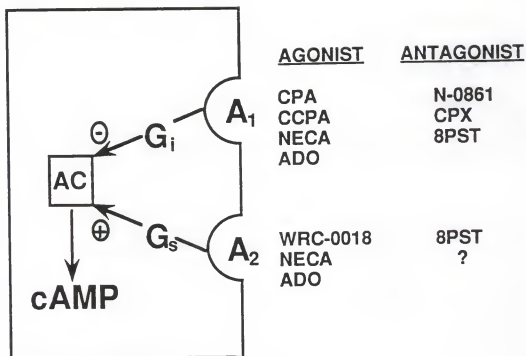 AGONIST ANTAGONIST
A1
CPA N-0861
CCPA CPX
NECA 8PST
ADO
⊖
Gi
AC
⊕
Gs
A2
WRC-0018 8PST
NECA ?
ADO
cAMP